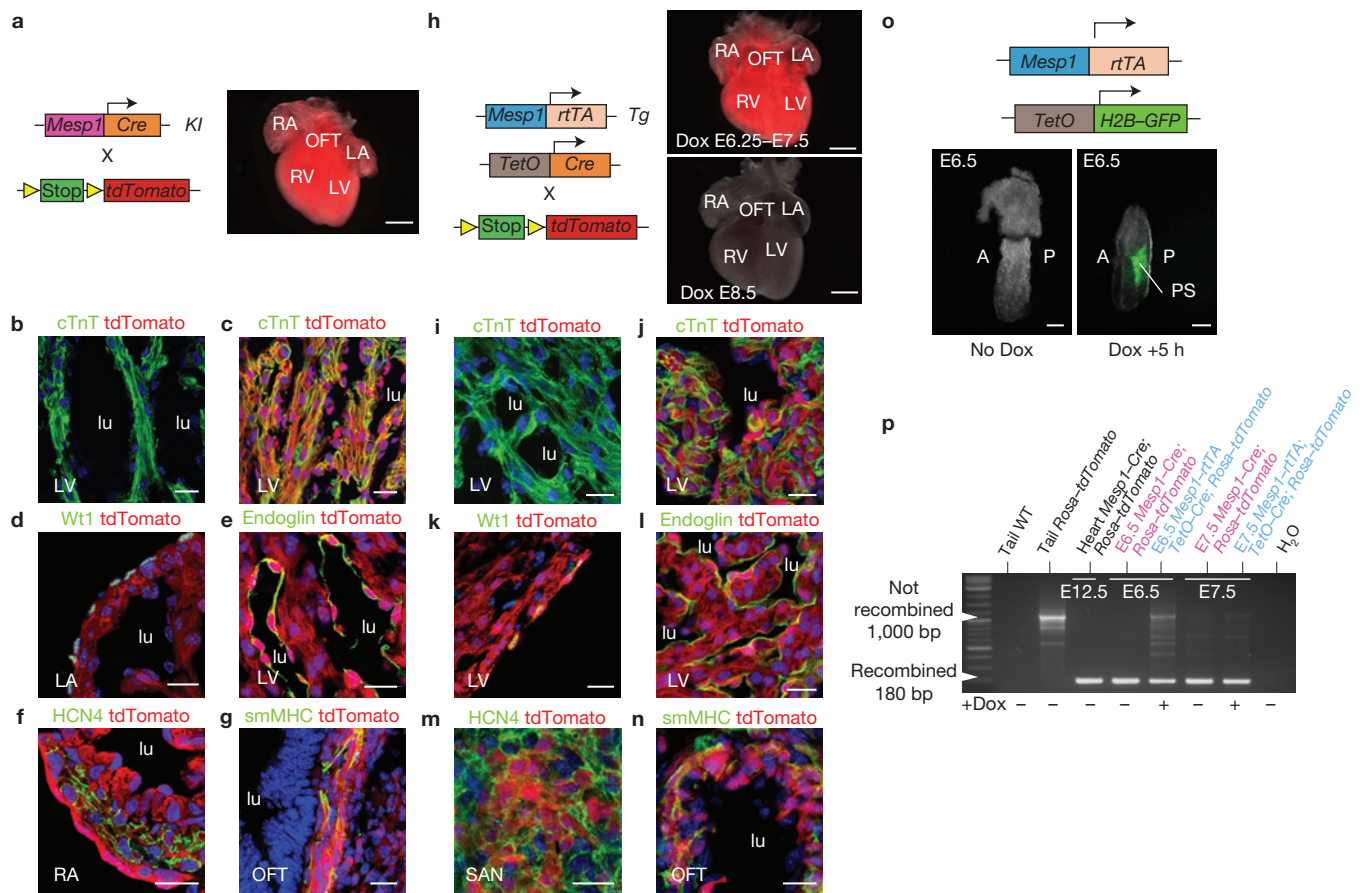 a
Mesp1 Cre KI
X
Stop tdTomato
RA
OFT
LA
RV
LV
b
cTnT tdTomato
lu
lu
LV
c
cTnT tdTomato
lu
LV
d
Wt1 tdTomato
lu
LA
e
Endoglin tdTomato
lu
lu
LV
f
HCN4 tdTomato
lu
RA
g
smMHC tdTomato
lu
OFT
h
Mesp1 rtTA Tg
TetO Cre
X
Stop tdTomato
RA
OFT
LA
RV
LV
Dox E6.25–E7.5
RA
OFT
LA
RV
LV
Dox E8.5
i
cTnT tdTomato
lu
lu
LV
j
cTnT tdTomato
lu
LV
k
Wt1 tdTomato
lu
LV
l
Endoglin tdTomato
lu
lu
lu
LV
m
HCN4 tdTomato
SAN
n
smMHC tdTomato
lu
OFT
o
Mesp1 rtTA
TetO H2B–GFP
E6.5
A
P
No Dox
E6.5
A
P
PS
Dox +5 h
p
Tail WT
Tail Rosa–tdTomato
Heart Mesp1–Cre;
Rosa–tdTomato
E6.5 Mesp1–Cre;
Rosa–tdTomato
E6.5 Mesp1–rtTA
TetO–Cre; Rosa–tdTomato
E7.5 Mesp1–Cre;
Rosa–tdTomato
E7.5 Mesp1–rtTA;
TetO–Cre; Rosa–tdTomato
H2O
E12.5 E6.5 E7.5
Not
recombined
1,000 bp
Recombined
180 bp
+Dox – – – – + – + –